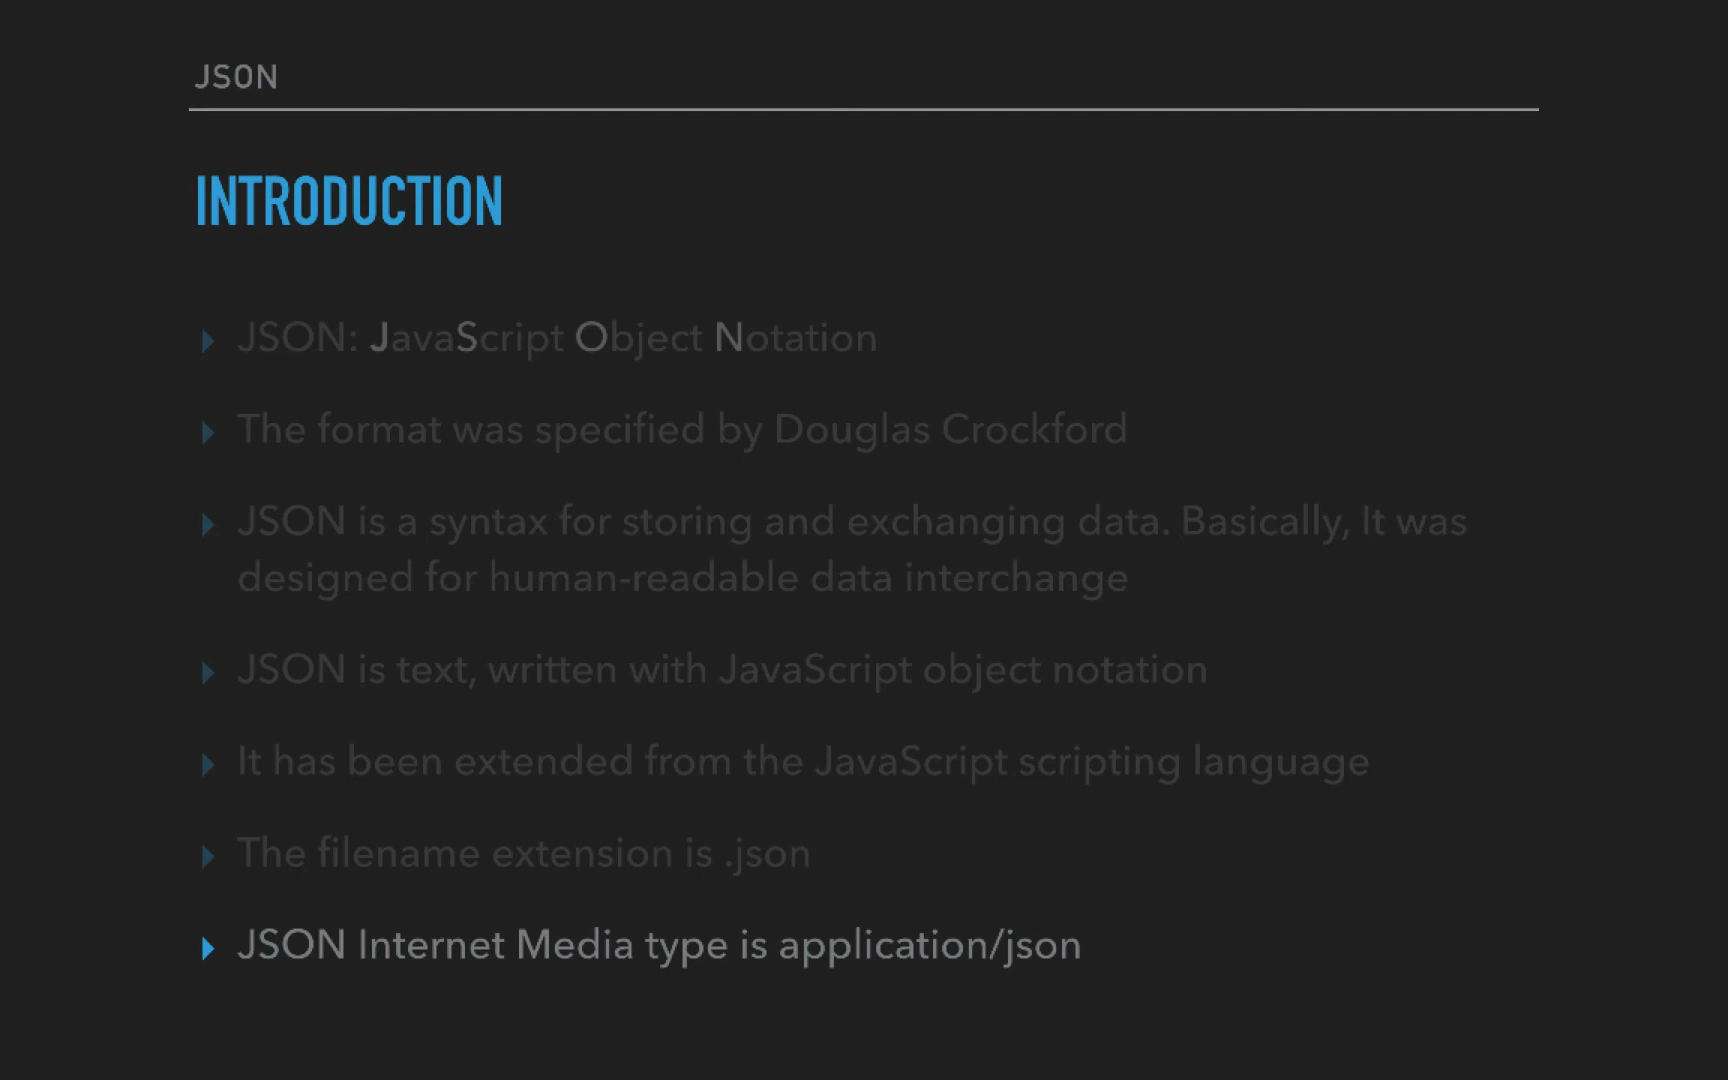 JSON
INTRODUCTION
JSON: JavaScript Object Notation
The format was specified by Douglas Crockford
JSON is a syntax for storing and exchanging data. Basically, It was
designed for human-readable data interchange
JSON is text, written with JavaScript object notation
It has been extended from the JavaScript scripting language
The filename extension is .json
JSON Internet Media type is application/json